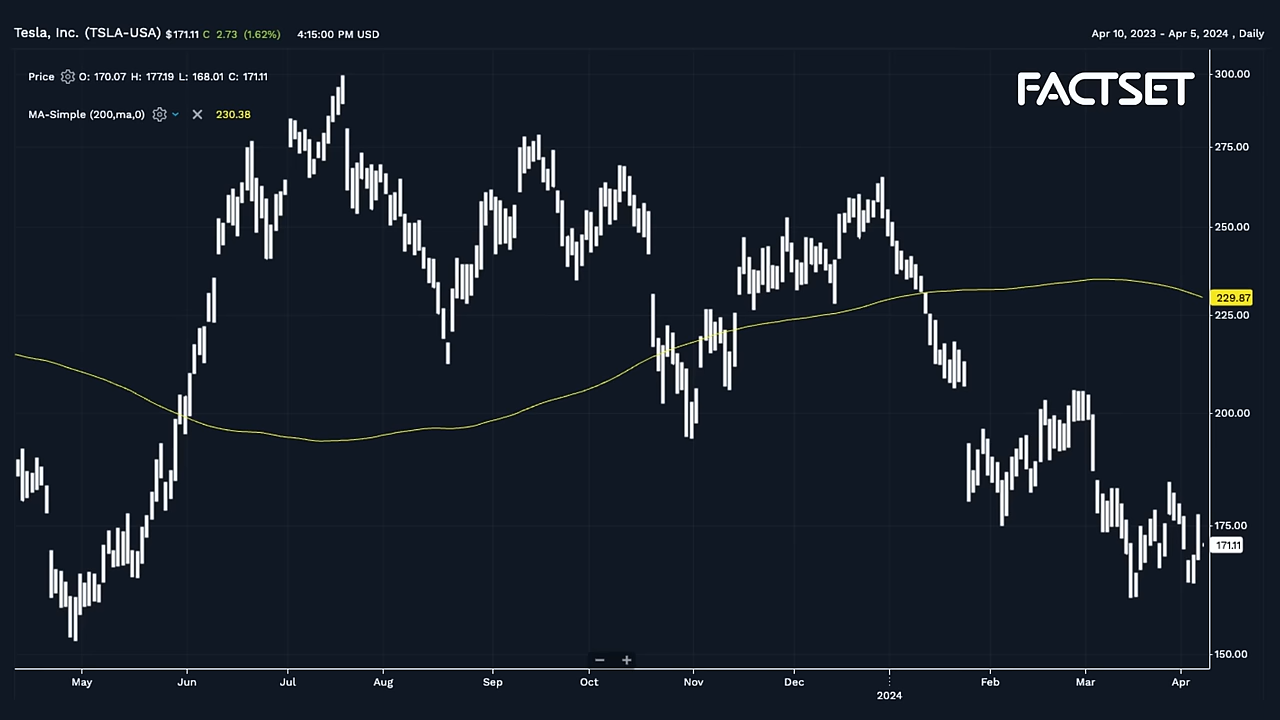 Tesla, Inc. (TSLA-USA) $171.11 C 2.73 (1.62%) 4:15:00 PM USD
Apr 10, 2023 - Apr 5, 2024 , Daily
Price O: 170.07 H: 177.19 L: 168.01 C: 171.11
MA-Simple (200,ma,0) 230.38
FACTSET
300.00
275.00
250.00
229.87
225.00
200.00
175.00
171.11
150.00
− +
May Jun Jul Aug Sep Oct Nov Dec Feb Mar Apr
2024